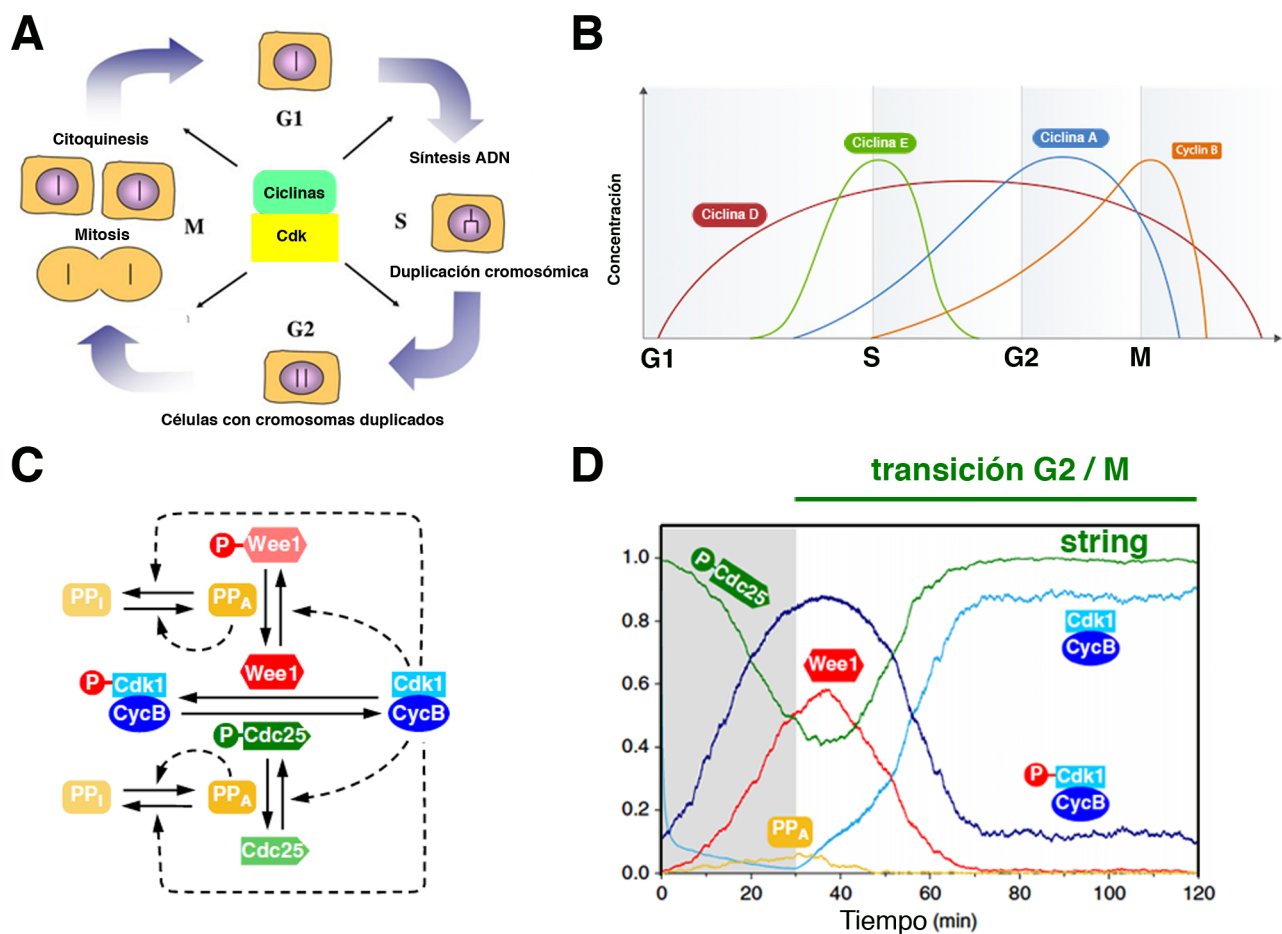 A
G1
Citoquinesis
Síntesis ADN
Ciclinas
Cdk
M
S
Mitosis
Duplicación cromosómica
G2
Células con cromosomas duplicados
B
Concentración
Ciclina E
Ciclina A
Cyclin B
Ciclina D
G1 S G2 M
C
P Wee1
PPI PPA
Wee1
P Cdk1 Cdk1
CycB CycB
P Cdc25
PPI PPA
Cdc25
D
transición G2 / M
string
P Cdc25
Cdk1
CycB
Wee1
P Cdk1
CycB
PPA
1.0
0.8
0.6
0.4
0.2
0.0
0 20 40 60 80 100 120
Tiempo (min)